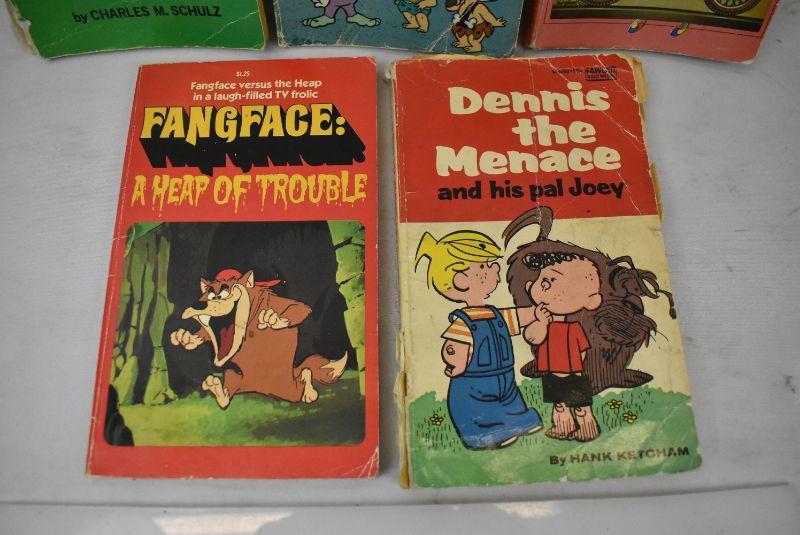 by CHARLES M. SCHULZ
$1.25
Fangface versus the Heap
in a laugh-filled TV frolic
FANGFACE:
A HEAP OF TROUBLE
FAWCETT
Dennis
the
Menace
and his pal Joey
By HANK KETCHAM